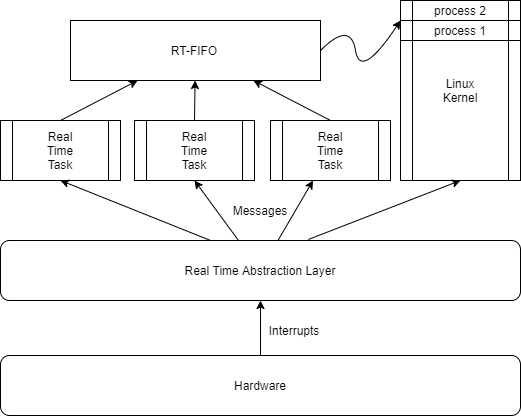 process 2
process 1
RT-FIFO
Linux
Kernel
Real
Time
Task
Real
Time
Task
Real
Time
Task
Messages
Real Time Abstraction Layer
Interrupts
Hardware